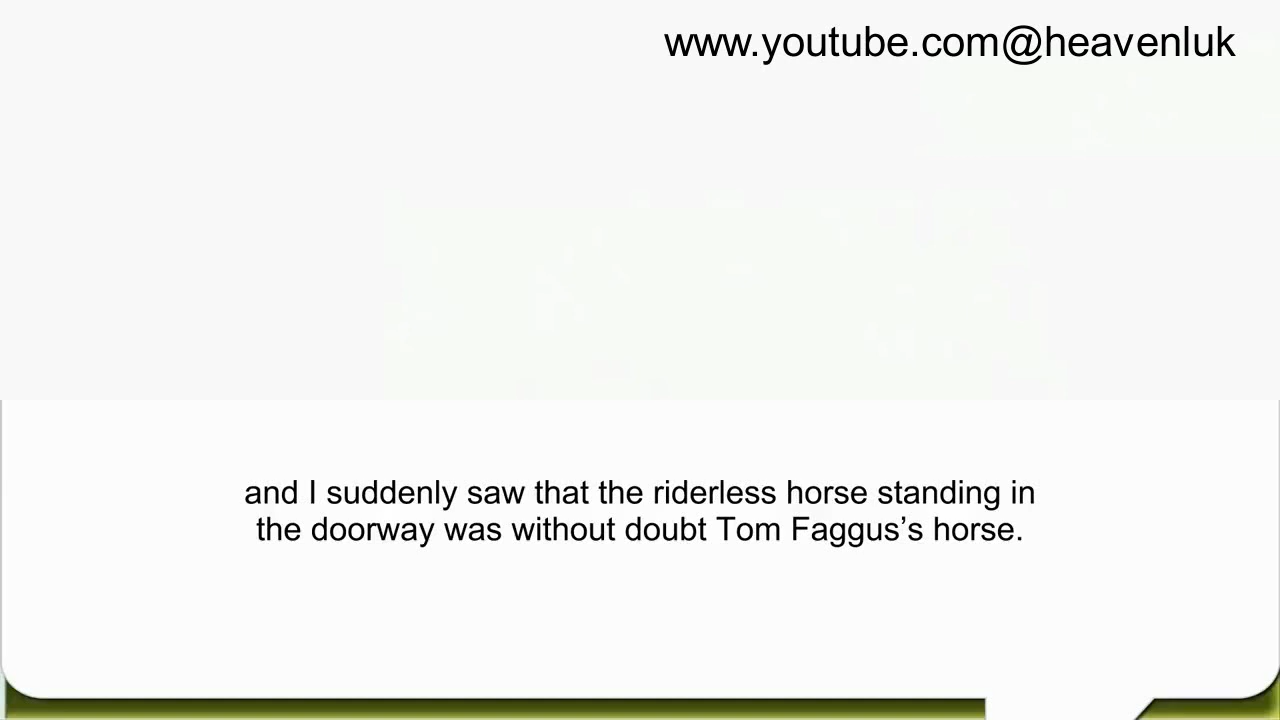 www.youtube.com@heavenluk
and I suddenly saw that the riderless horse standing in
the doorway was without doubt Tom Faggus’s horse.